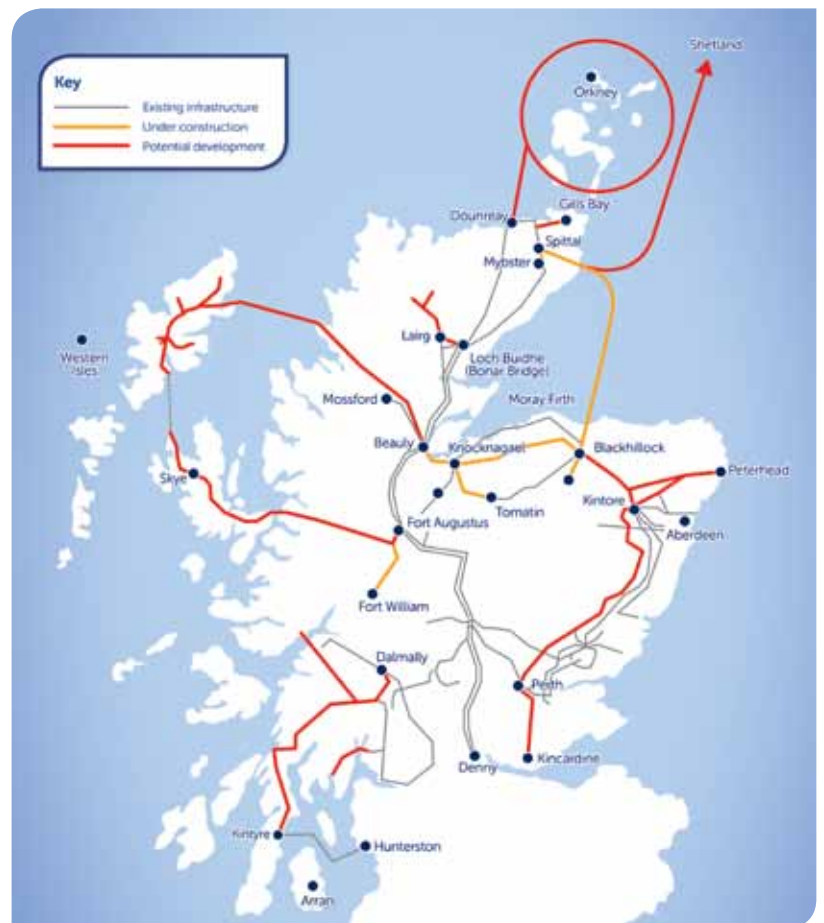 Key
Existing infrastructure
Under construction
Potential development
Shetland
Orkney
Gills Bay
Dounreay
Spittal
Mybster
Lairg
Loch Buidhe
(Bonar Bridge)
Western
Isles
Mossford
Moray Firth
Beauly
Knocknagael
Blackhillock
Peterhead
Skye
Tomatin
Kintore
Fort Augustus
Aberdeen
Fort William
Dalmally
Perth
Denny
Kincardine
Kintyre
Hunterston
Arran